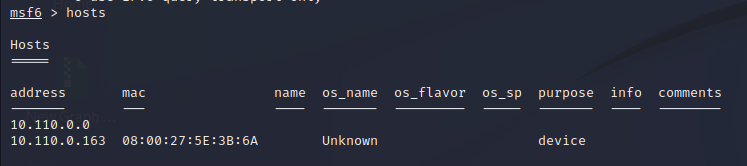 msf6 > hosts
Hosts
=====
address mac name os_name os_flavor os_sp purpose info comments
------- --- ---- ------- --------- ----- ------- ---- --------
10.110.0.0
10.110.0.163 08:00:27:5E:3B:6A Unknown device